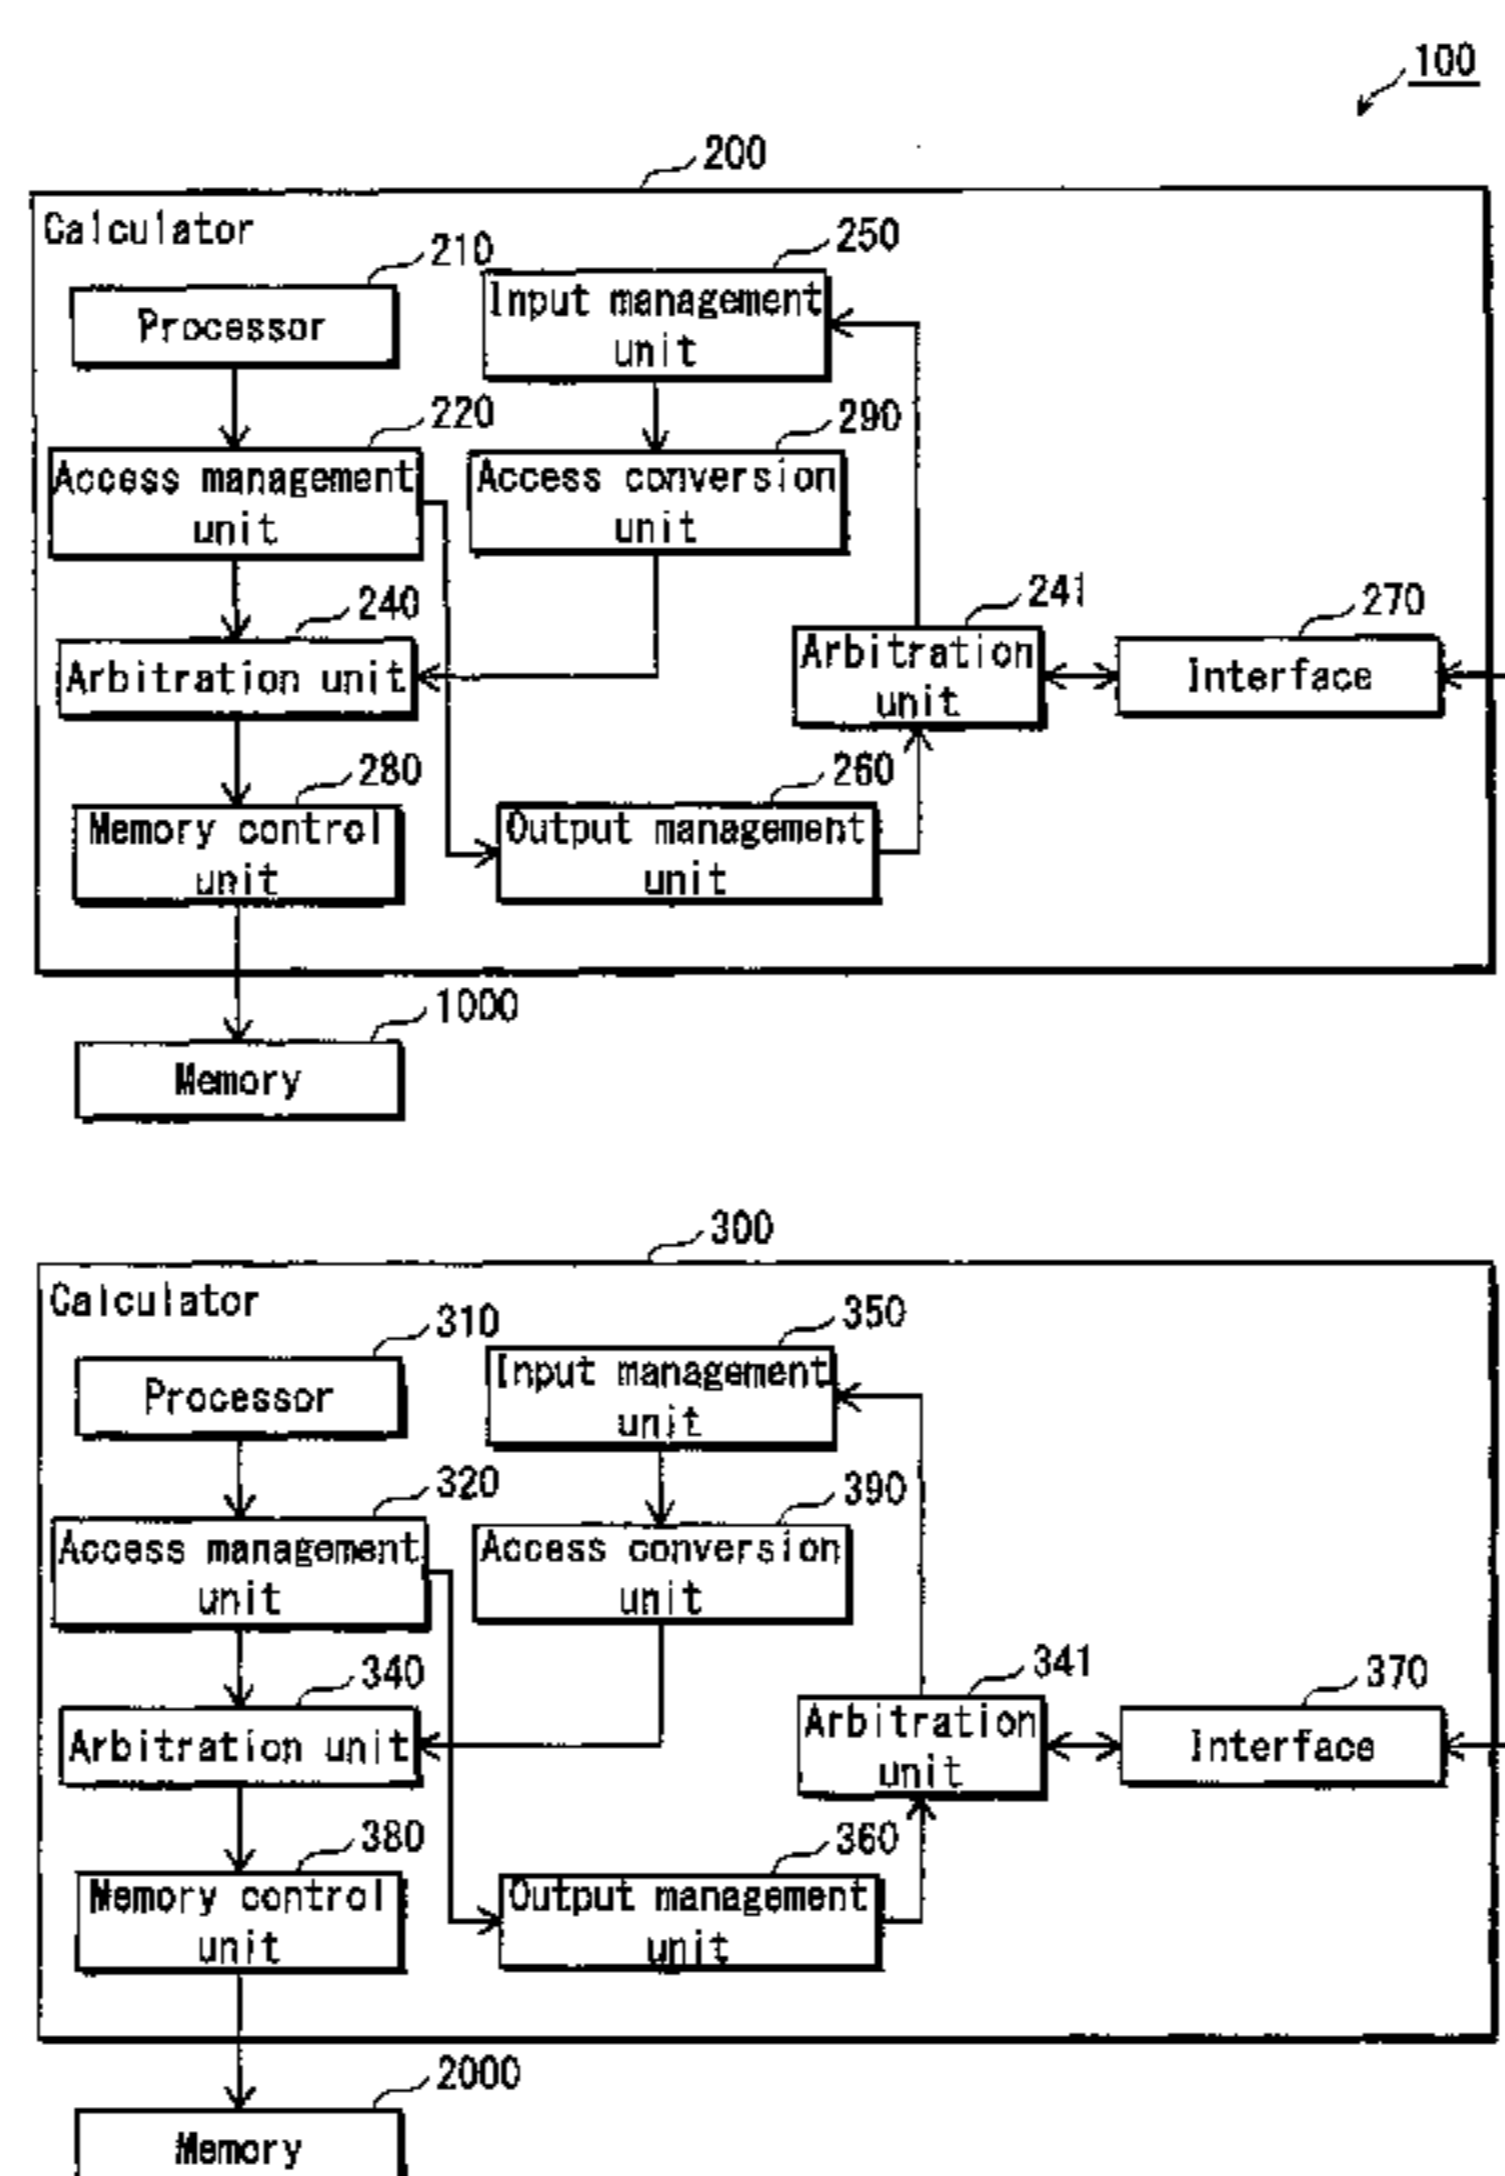 100
200
Calculator
210
250
Processor
Input management
unit
220
290
Access management
unit
Access conversion
unit
240
241
270
Arbitration unit
Arbitration
unit
Interface
280
260
Memory control
unit
Output management
unit
1000
Memory
300
Calculator
310
350
Processor
Input management
unit
320
390
Access management
unit
Access conversion
unit
340
341
370
Arbitration unit
Arbitration
unit
Interface
380
360
Memory control
unit
Output management
unit
2000
Memory